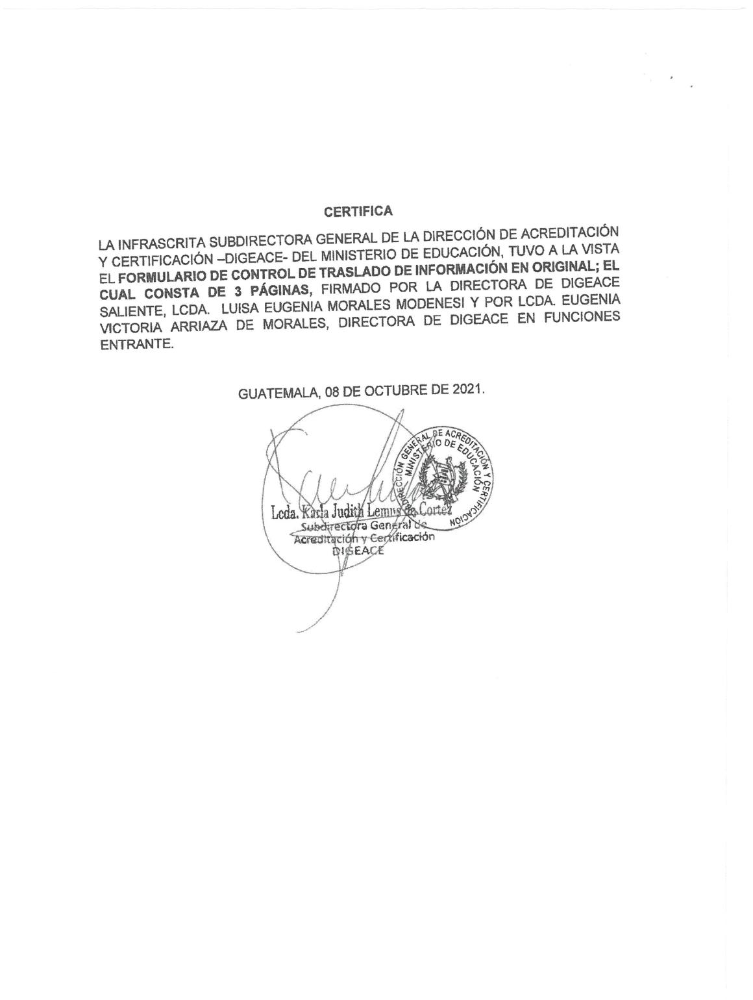 CERTIFICA
LA INFRASCRITA SUBDIRECTORA GENERAL DE LA DIRECCIÓN DE ACREDITACIÓN
Y CERTIFICACIÓN –DIGEACE- DEL MINISTERIO DE EDUCACIÓN, TUVO A LA VISTA
EL FORMULARIO DE CONTROL DE TRASLADO DE INFORMACIÓN EN ORIGINAL; EL
CUAL CONSTA DE 3 PÁGINAS, FIRMADO POR LA DIRECTORA DE DIGEACE
SALIENTE, LCDA. LUISA EUGENIA MORALES MODENESI Y POR LCDA. EUGENIA
VICTORIA ARRIAZA DE MORALES, DIRECTORA DE DIGEACE EN FUNCIONES
ENTRANTE.
GUATEMALA, 08 DE OCTUBRE DE 2021.
SUBDIRECCIÓN GENERAL DE ACREDITACIÓN Y CERTIFICACIÓN
MINISTERIO DE EDUCACIÓN
Lcda. Karla Judith Lemus de Cortez
Subdirectora General de
Acreditación y Certificación
DIGEACE